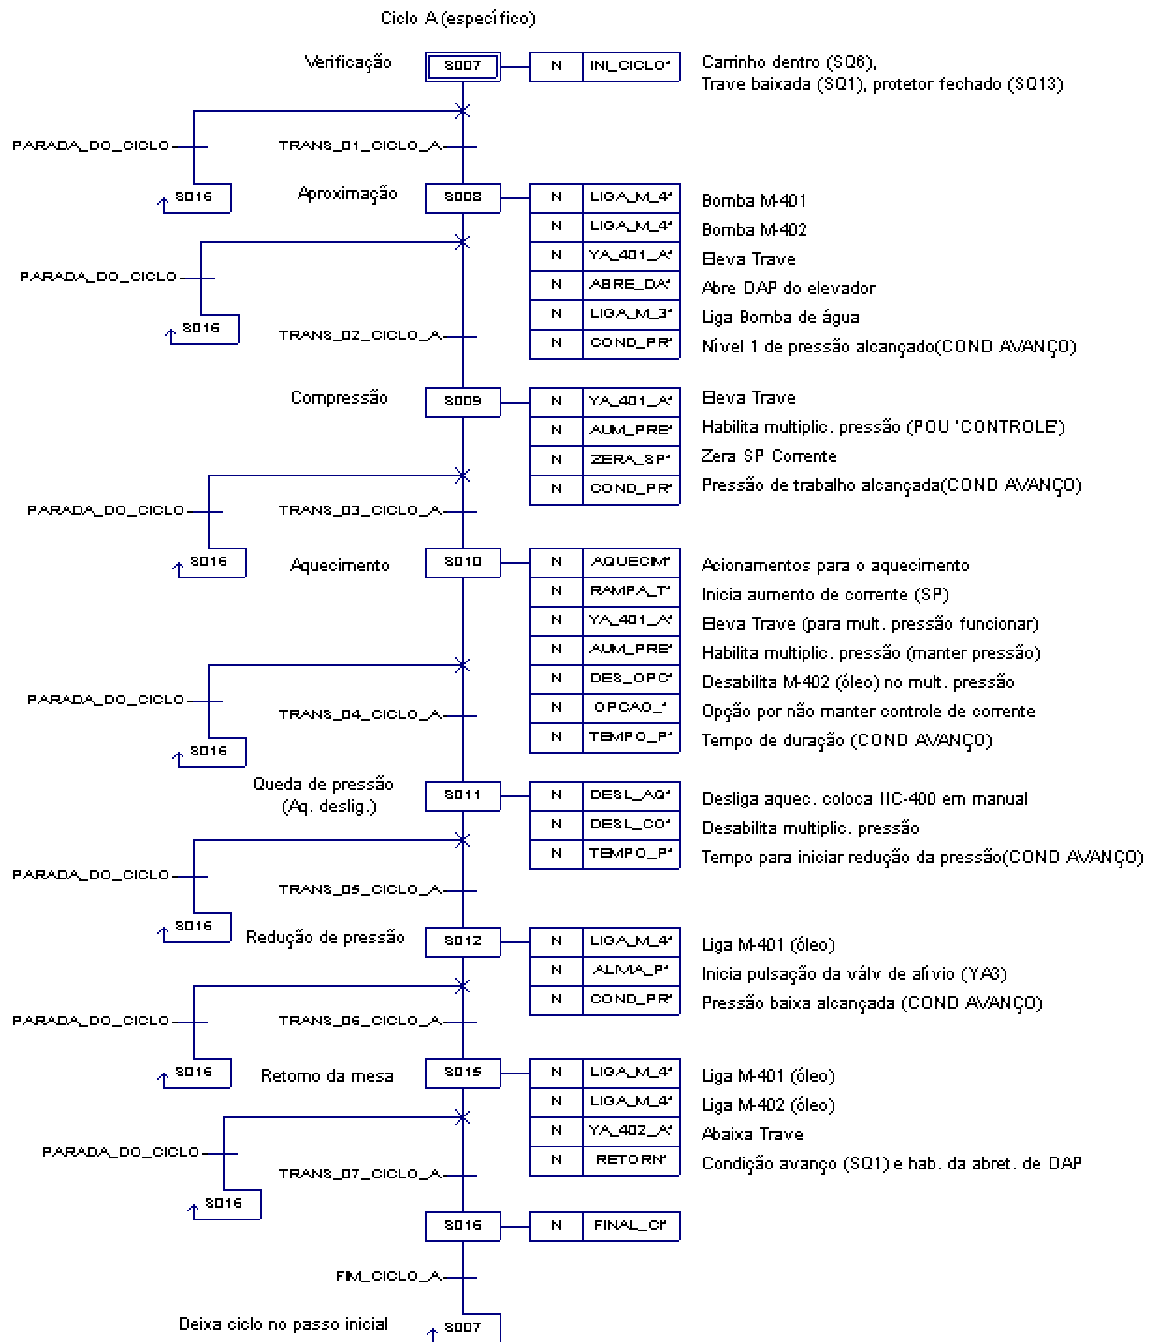 Ciclo A (específico)
Verificação
S007
N INI_CICLO*
Carrinho dentro (SQ6),
Trave baixada (SQ1), protetor fechado (SQ13)
PARADA_DO_CICLO
TRANS_01_CICLO_A
S016
Aproximação
S008
N LIGA_M_4* Bomba M-401
N LIGA_M_4* Bomba M-402
N YA_401_A* Eleva Trave
N ABRE_DA* Abre DAP do elevador
N LIGA_M_3* Liga Bomba de água
N COND_PR* Nível 1 de pressão alcançado(COND AVANÇO)
PARADA_DO_CICLO
S016
TRANS_02_CICLO_A
Compressão
S009
N YA_401_A* Eleva Trave
N AUM_PRE* Habilita multiplic. pressão (POU 'CONTROLE')
N ZERA_SP* Zera SP Corrente
N COND_PR* Pressão de trabalho alcançada(COND AVANÇO)
PARADA_DO_CICLO
TRANS_03_CICLO_A
S016
Aquecimento
S010
N AQUECIM* Acionamentos para o aquecimento
N RAMPA_T* Inicia aumento de corrente (SP)
N YA_401_A* Eleva Trave (para mult. pressão funcionar)
N AUM_PRE* Habilita multiplic. pressão (manter pressão)
N DES_OPC* Desabilita M-402 (óleo) no mult. pressão
N OPCAO_* Opção por não manter controle de corrente
N TEMPO_P* Tempo de duração (COND AVANÇO)
PARADA_DO_CICLO
TRANS_04_CICLO_A
S016
Queda de pressão
(Aq. deslig.)
S011
N DESL_AQ* Desliga aquec. coloca IIC-400 em manual
N DESL_CO* Desabilita multiplic. pressão
N TEMPO_P* Tempo para iniciar redução da pressão(COND AVANÇO)
PARADA_DO_CICLO
TRANS_05_CICLO_A
S016
Redução de pressão
S012
N LIGA_M_4* Liga M-401 (óleo)
N ALIVIA_P* Inicia pulsação da válv de alívio (YA3)
N COND_PR* Pressão baixa alcançada (COND AVANÇO)
PARADA_DO_CICLO
TRANS_06_CICLO_A
S016
Retorno da mesa
S015
N LIGA_M_4* Liga M-401 (óleo)
N LIGA_M_4* Liga M-402 (óleo)
N YA_402_A* Abaixa Trave
N RETORN* Condição avanço (SQ1) e hab. da abret. de DAP
PARADA_DO_CICLO
TRANS_07_CICLO_A
S016
S016
N FINAL_CI*
FIM_CICLO_A
Deixa ciclo no passo inicial
S007